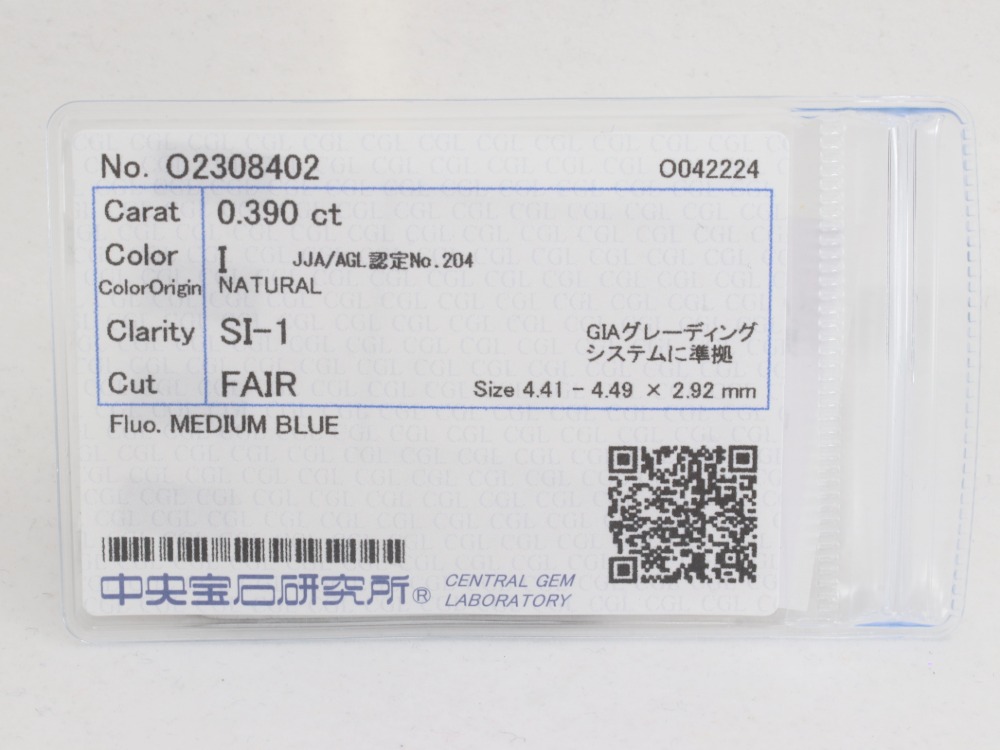 No. O2308402 O042224
Carat 0.390 ct
Color I JJA/AGL認定No.204
ColorOrigin NATURAL
Clarity SI-1 GIAグレーディング
システムに準拠
Cut FAIR Size 4.41 - 4.49 × 2.92 mm
Fluo. MEDIUM BLUE
中央宝石研究所® CENTRAL GEM
LABORATORY